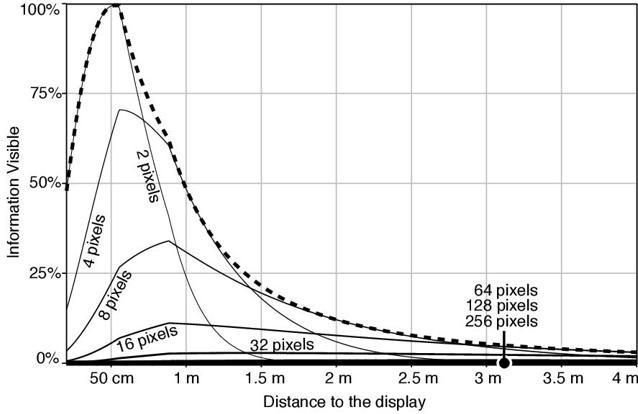 100%
75%
50%
25%
0%
Information Visible
2 pixels
4 pixels
8 pixels
16 pixels
32 pixels
64 pixels
128 pixels
256 pixels
50 cm 1 m 1.5 m 2 m 2.5 m 3 m 3.5 m 4 m
Distance to the display